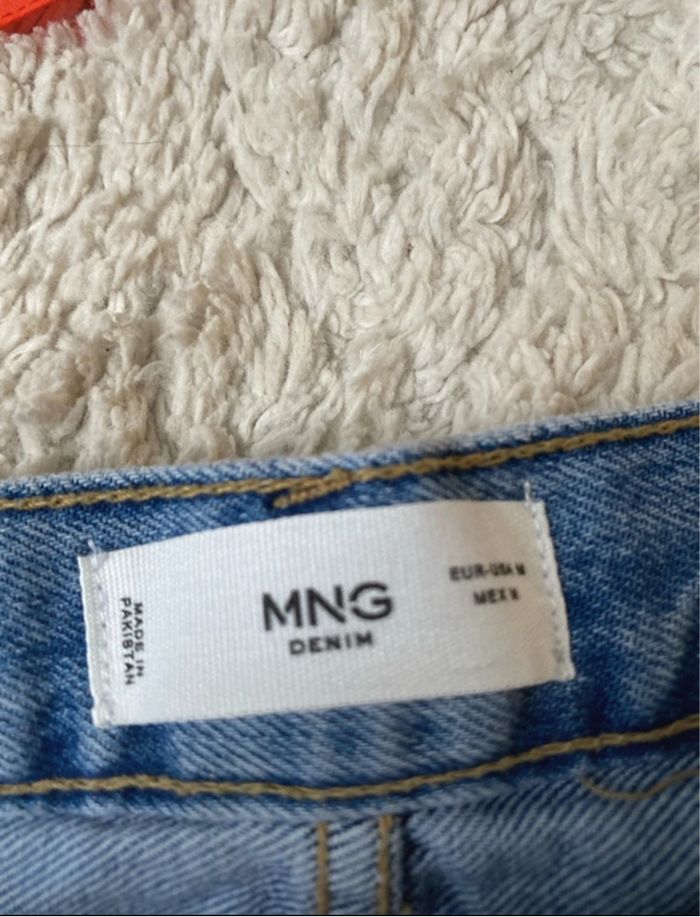 MADE IN
PAKISTAN
MNG
DENIM
EUR-USA M
MEX M